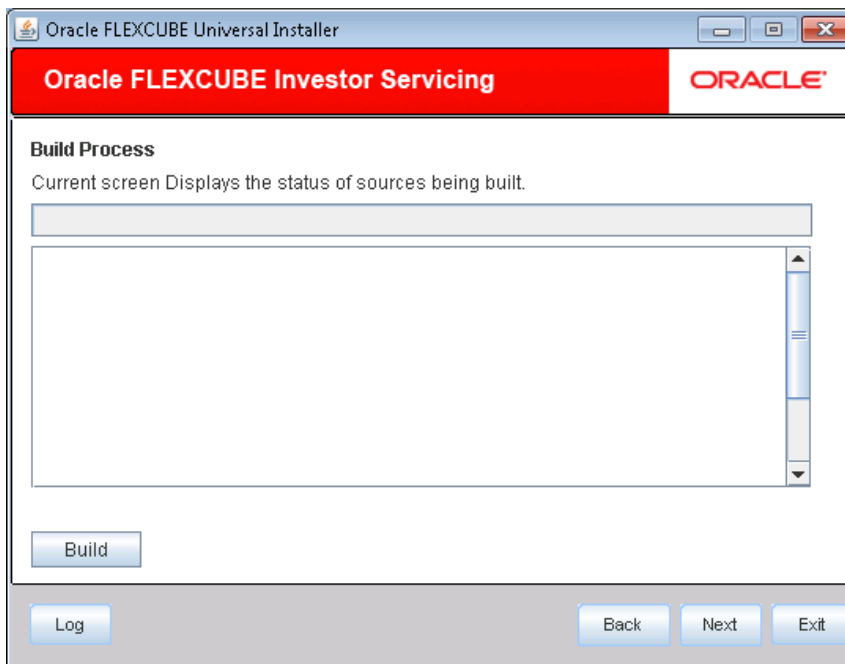 Oracle FLEXCUBE Universal Installer
Oracle FLEXCUBE Investor Servicing
ORACLE
Build Process
Current screen Displays the status of sources being built.
Build
Log
Back
Next
Exit